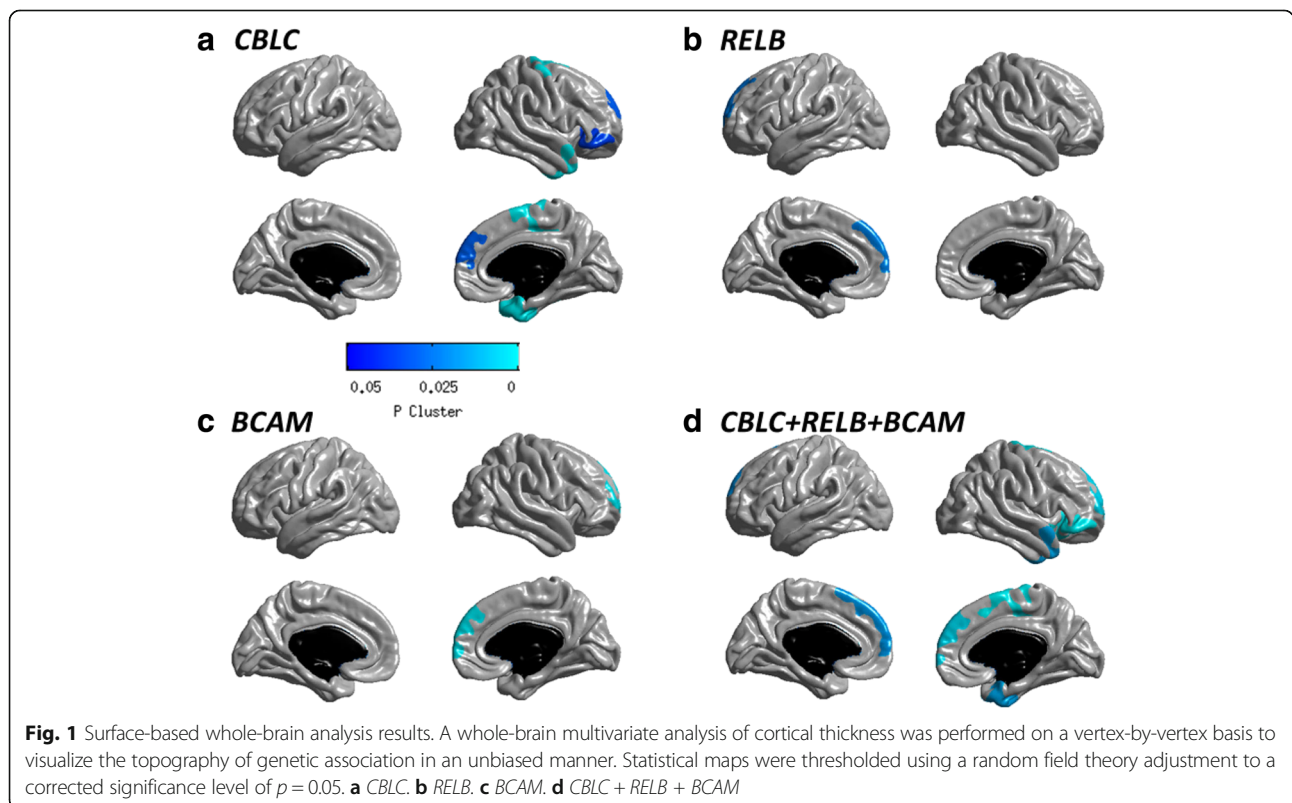 a CBLC
b RELB
0.05 0.025 0
P Cluster
c BCAM
d CBLC+RELB+BCAM
Fig. 1 Surface-based whole-brain analysis results. A whole-brain multivariate analysis of cortical thickness was performed on a vertex-by-vertex basis to
visualize the topography of genetic association in an unbiased manner. Statistical maps were thresholded using a random field theory adjustment to a
corrected significance level of p = 0.05. a CBLC. b RELB. c BCAM. d CBLC + RELB + BCAM